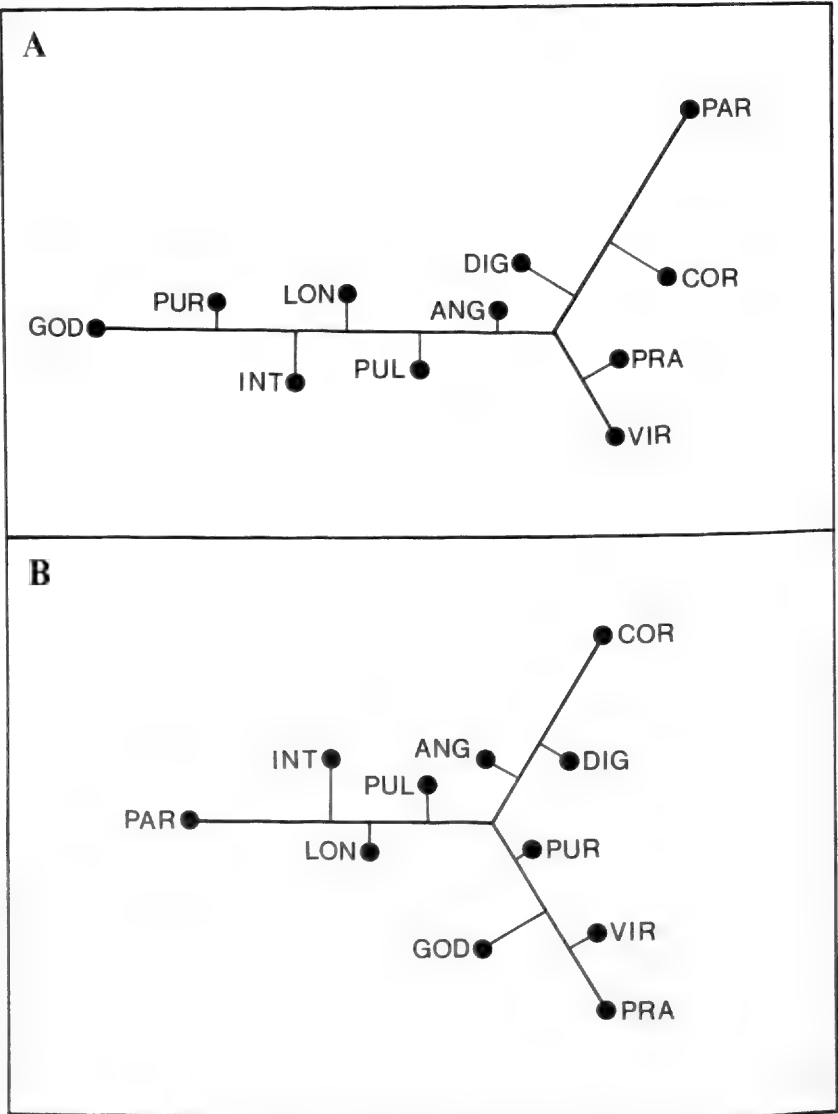 A
PAR
DIG
COR
PUR
LON
ANG
GOD
INT
PUL
PRA
VIR
B
COR
INT
ANG
DIG
PUL
PAR
LON
PUR
GOD
VIR
PRA